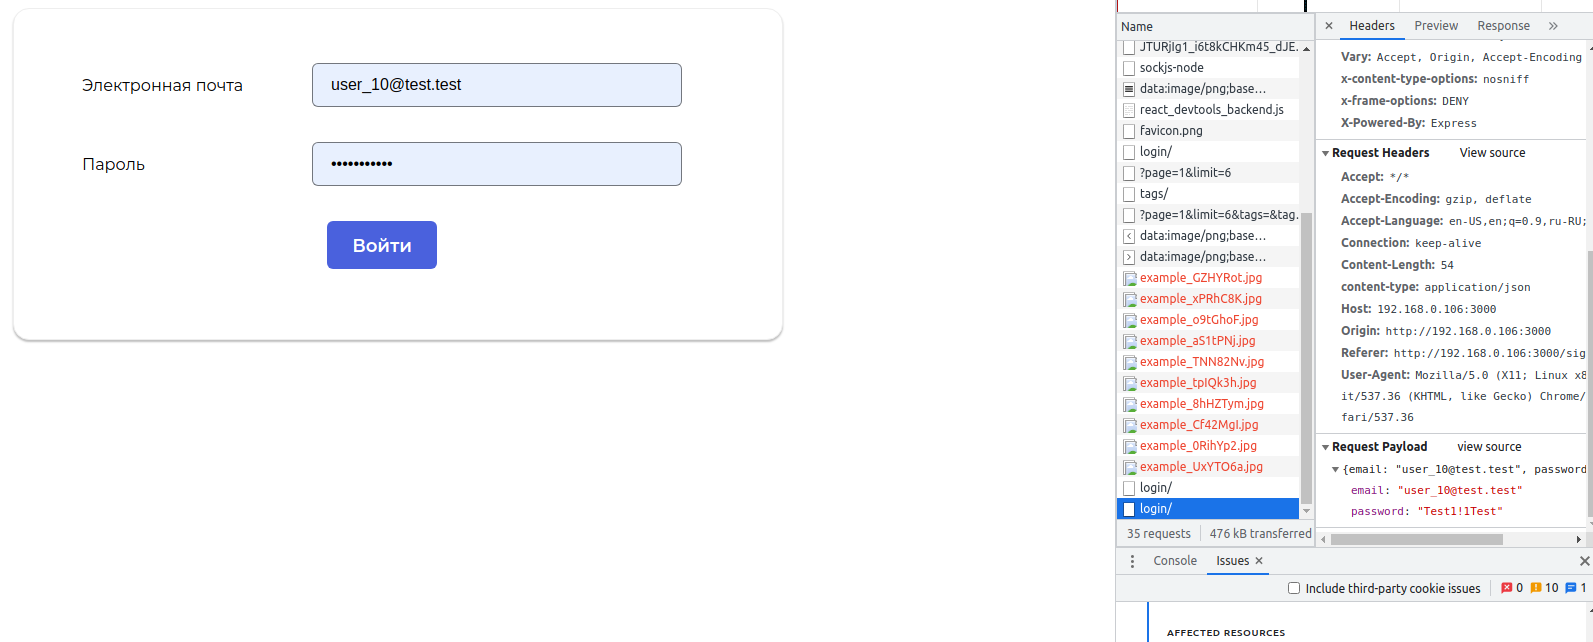 Электронная почта
user_10@test.test
Пароль
•••••••••••
Войти
Name
JTURjIg1_i6t8kCHKm45_dJE.
sockjs-node
data:image/png;base...
react_devtools_backend.js
favicon.png
login/
?page=1&limit=6
tags/
?page=1&limit=6&tags=&tag.
data:image/png;base...
data:image/png;base...
example_GZHYRot.jpg
example_xPRhC8K.jpg
example_o9tGhoF.jpg
example_aS1tPNj.jpg
example_TNN82Nv.jpg
example_tpIQk3h.jpg
example_8hHZTym.jpg
example_Cf42MgI.jpg
example_0RihYp2.jpg
example_UxYTO6a.jpg
login/
login/
35 requests 476 kB transferred
× Headers Preview Response »
Vary: Accept, Origin, Accept-Encoding
x-content-type-options: nosniff
x-frame-options: DENY
X-Powered-By: Express
Request Headers View source
Accept: */*
Accept-Encoding: gzip, deflate
Accept-Language: en-US,en;q=0.9,ru-RU;
Connection: keep-alive
Content-Length: 54
content-type: application/json
Host: 192.168.0.106:3000
Origin: http://192.168.0.106:3000
Referer: http://192.168.0.106:3000/sig
User-Agent: Mozilla/5.0 (X11; Linux x8
it/537.36 (KHTML, like Gecko) Chrome/
fari/537.36
Request Payload view source
{email: "user_10@test.test", password
email: "user_10@test.test"
password: "Test1!1Test"
Console Issues ×
Include third-party cookie issues 0 10 1
AFFECTED RESOURCES